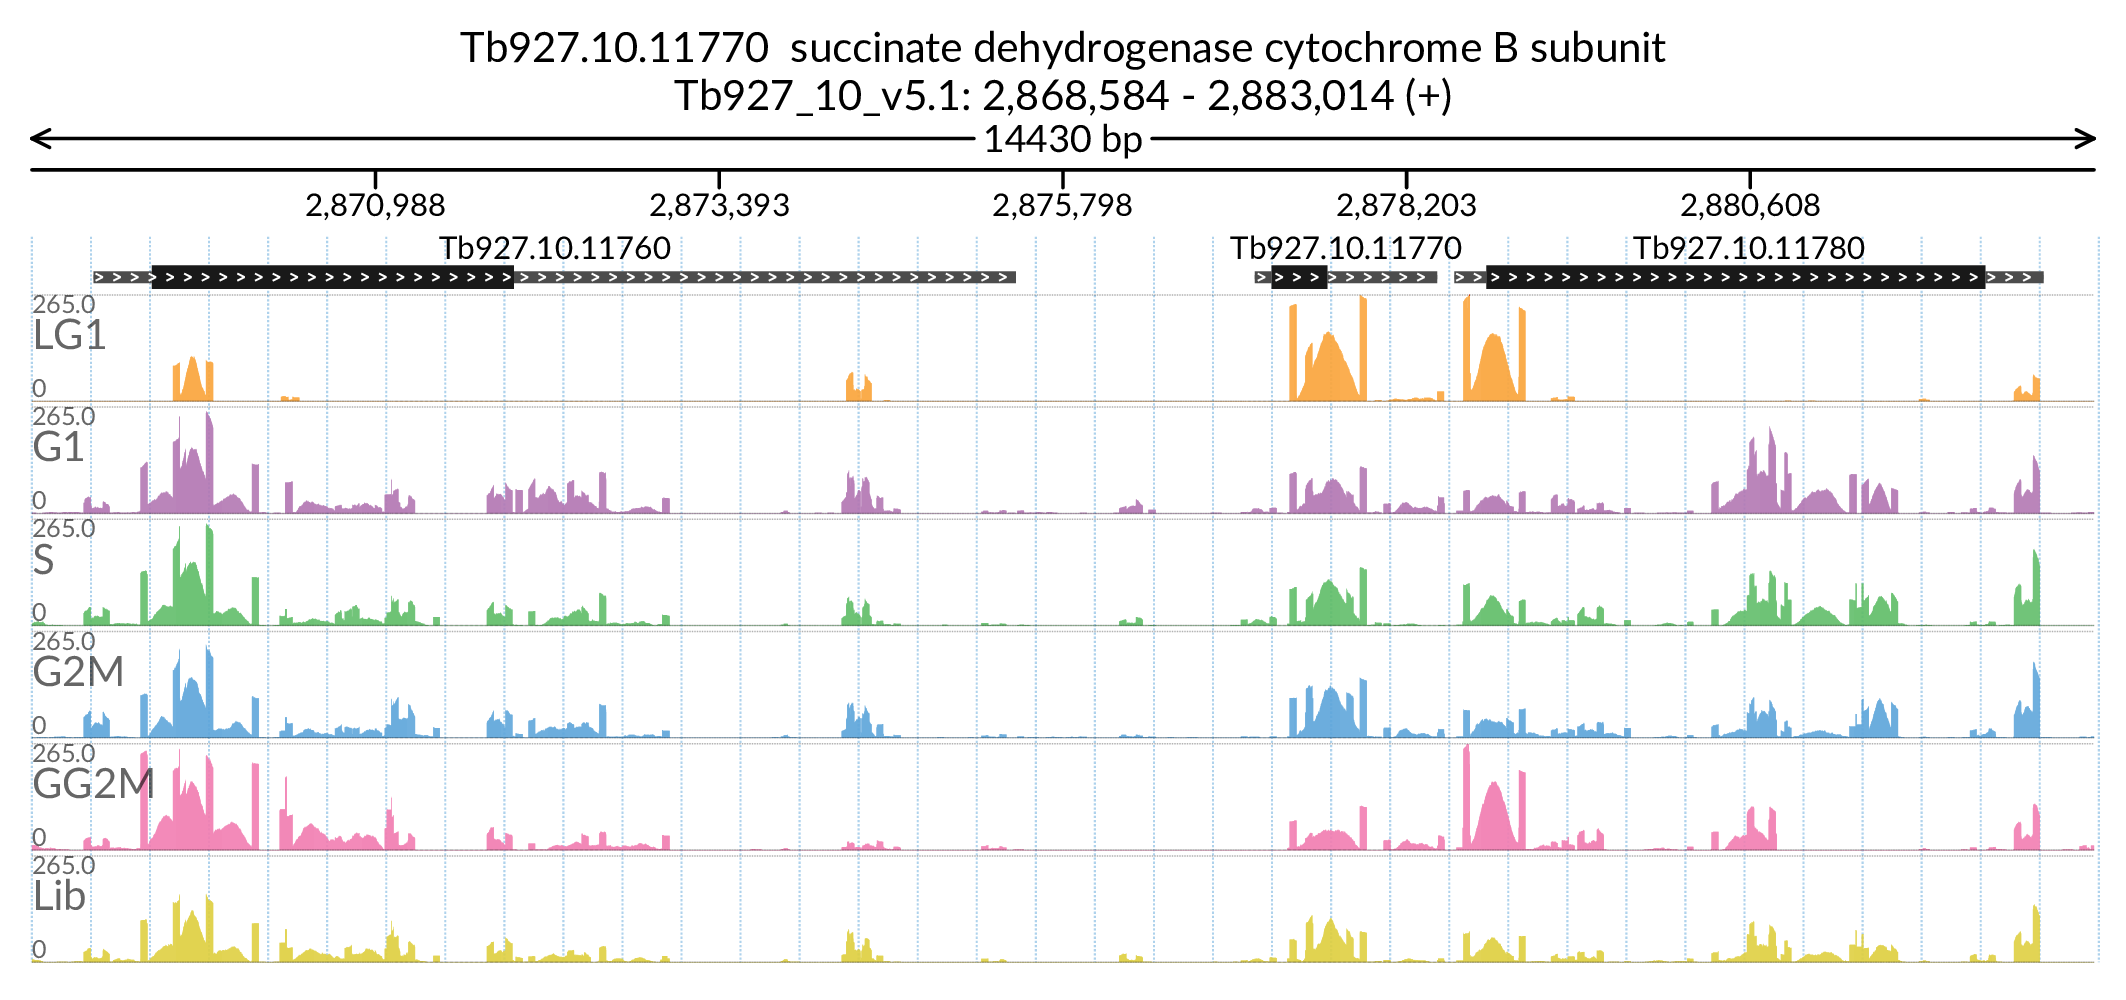 Tb927.10.11770 succinate dehydrogenase cytochrome B subunit
Tb927_10_v5.1: 2,868,584 - 2,883,014 (+)
14430 bp
2,870,988 2,873,393 2,875,798 2,878,203 2,880,608
Tb927.10.11760 Tb927.10.11770 Tb927.10.11780
265.0
LG1
0
265.0
G1
0
265.0
S
0
265.0
G2M
0
265.0
GG2M
0
265.0
Lib
0